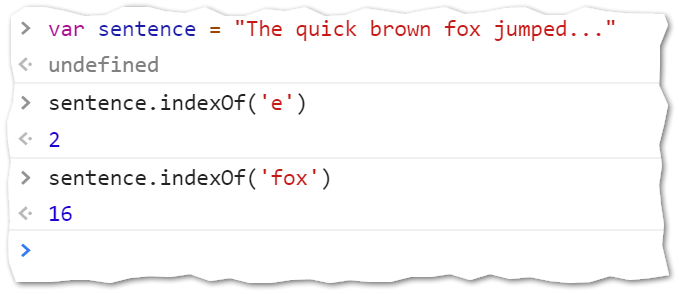 > var sentence = "The quick brown fox jumped..."
<· undefined
> sentence.indexOf('e')
<· 2
> sentence.indexOf('fox')
<· 16
>